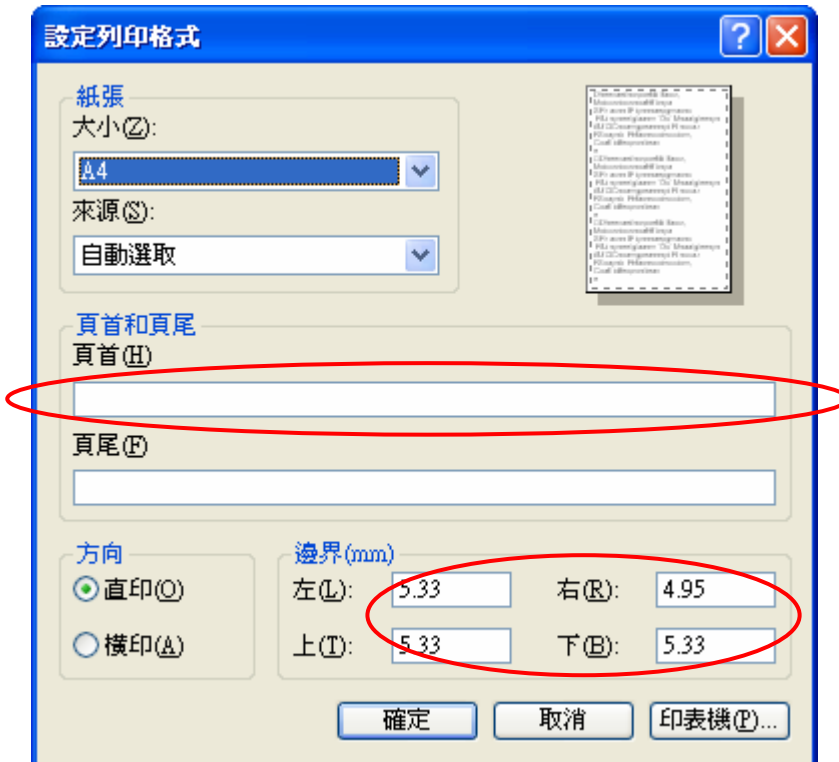 設定列印格式
紙張
大小(Z):
A4
來源(S):
自動選取
頁首和頁尾
頁首(H)
頁尾(F)
方向
直印(O)
橫印(A)
邊界(mm)
左(L): 5.33 右(R): 4.95
上(T): 5.33 下(B): 5.33
確定 取消 印表機(P)...